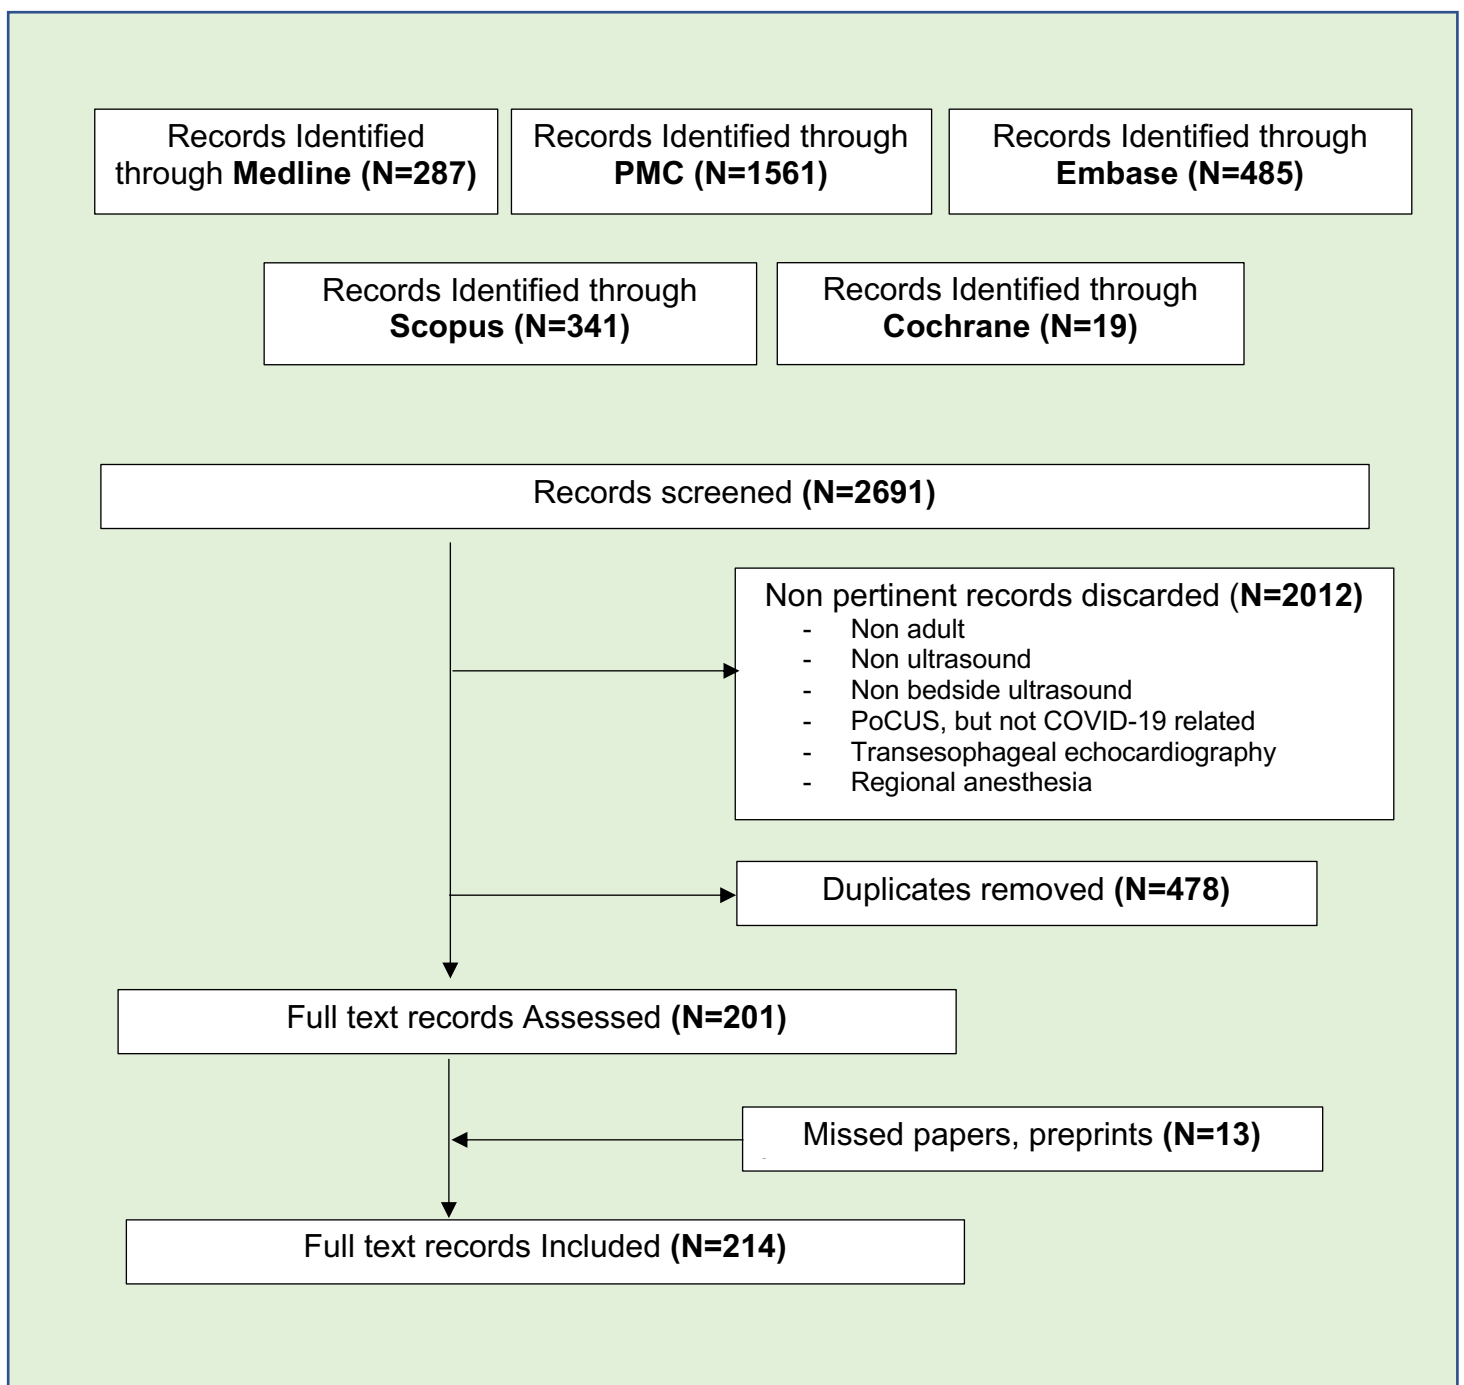 Records Identified
through Medline (N=287)
Records Identified through
PMC (N=1561)
Records Identified through
Embase (N=485)
Records Identified through
Scopus (N=341)
Records Identified through
Cochrane (N=19)
Records screened (N=2691)
Non pertinent records discarded (N=2012)
- Non adult
- Non ultrasound
- Non bedside ultrasound
- PoCUS, but not COVID-19 related
- Transesophageal echocardiography
- Regional anesthesia
Duplicates removed (N=478)
Full text records Assessed (N=201)
Missed papers, preprints (N=13)
Full text records Included (N=214)